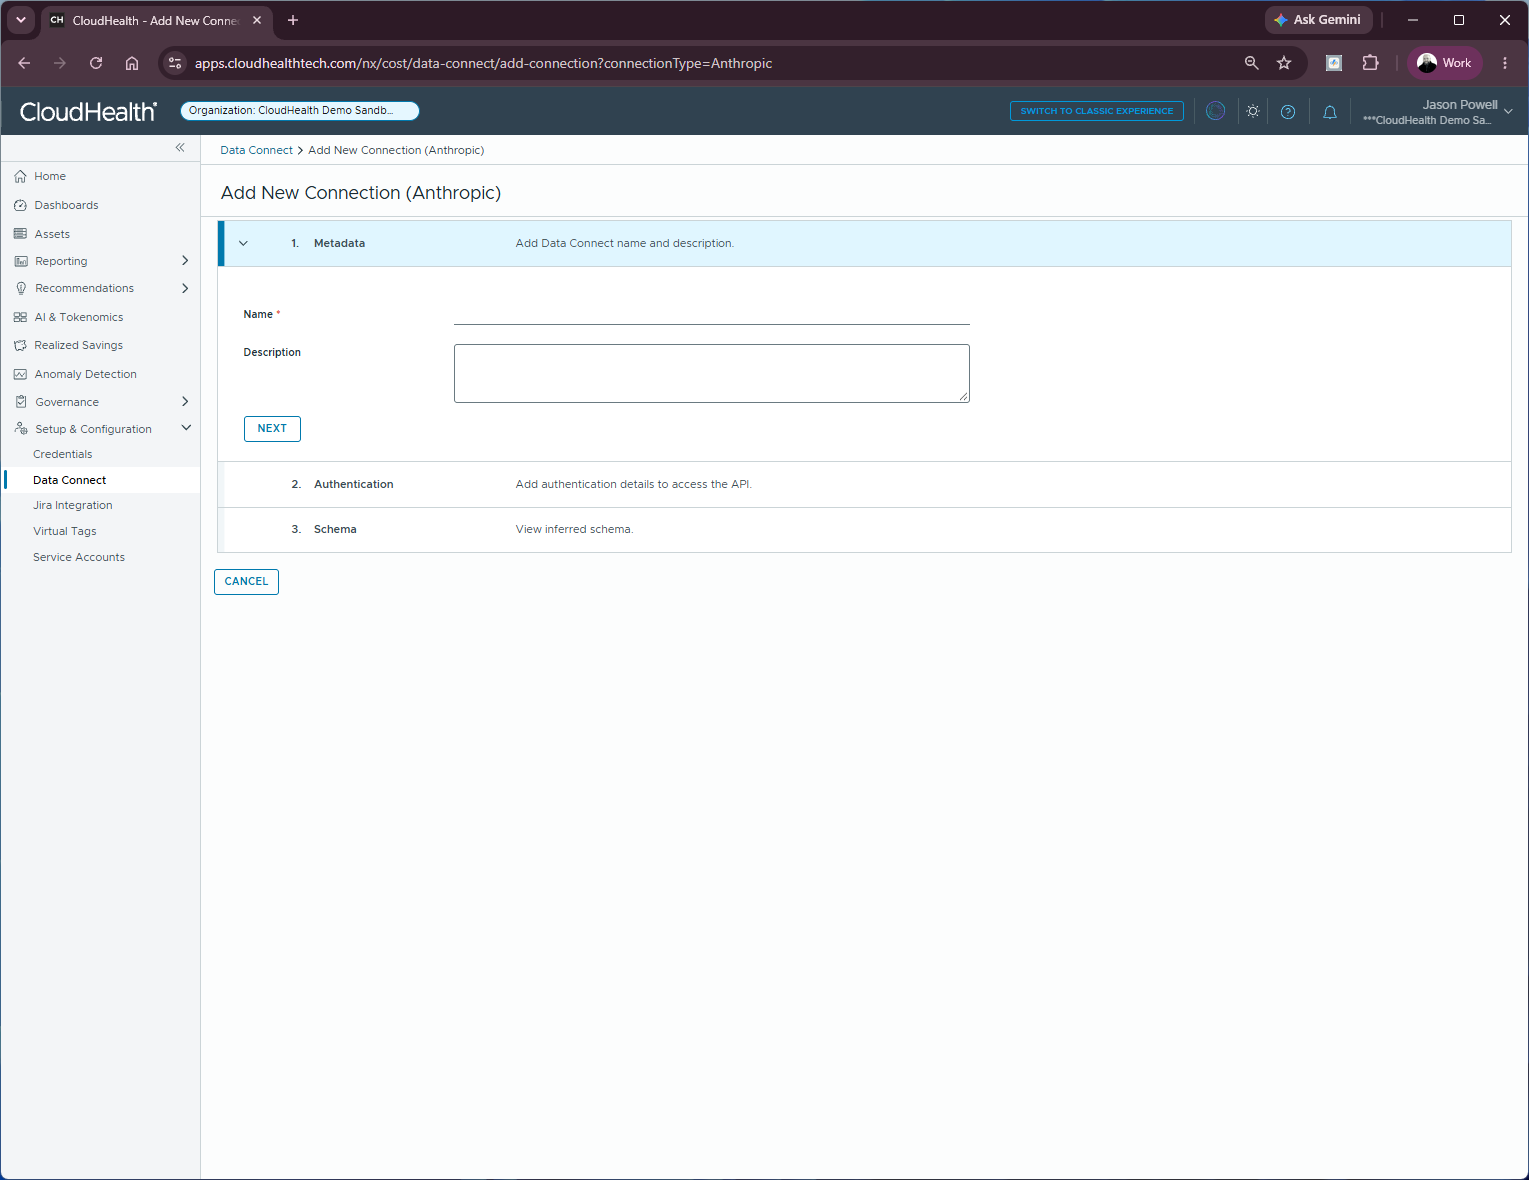 CH CloudHealth - Add New Conne
Ask Gemini
apps.cloudhealthtech.com/nx/cost/data-connect/add-connection?connectionType=Anthropic
Work
CloudHealth
Organization: CloudHealth Demo Sandb...
SWITCH TO CLASSIC EXPERIENCE
Jason Powell
***CloudHealth Demo Sa...
Home
Dashboards
Assets
Reporting
Recommendations
AI & Tokenomics
Realized Savings
Anomaly Detection
Governance
Setup & Configuration
Credentials
Data Connect
Jira Integration
Virtual Tags
Service Accounts
Data Connect > Add New Connection (Anthropic)
Add New Connection (Anthropic)
1. Metadata Add Data Connect name and description.
Name *
Description
NEXT
2. Authentication Add authentication details to access the API.
3. Schema View inferred schema.
CANCEL